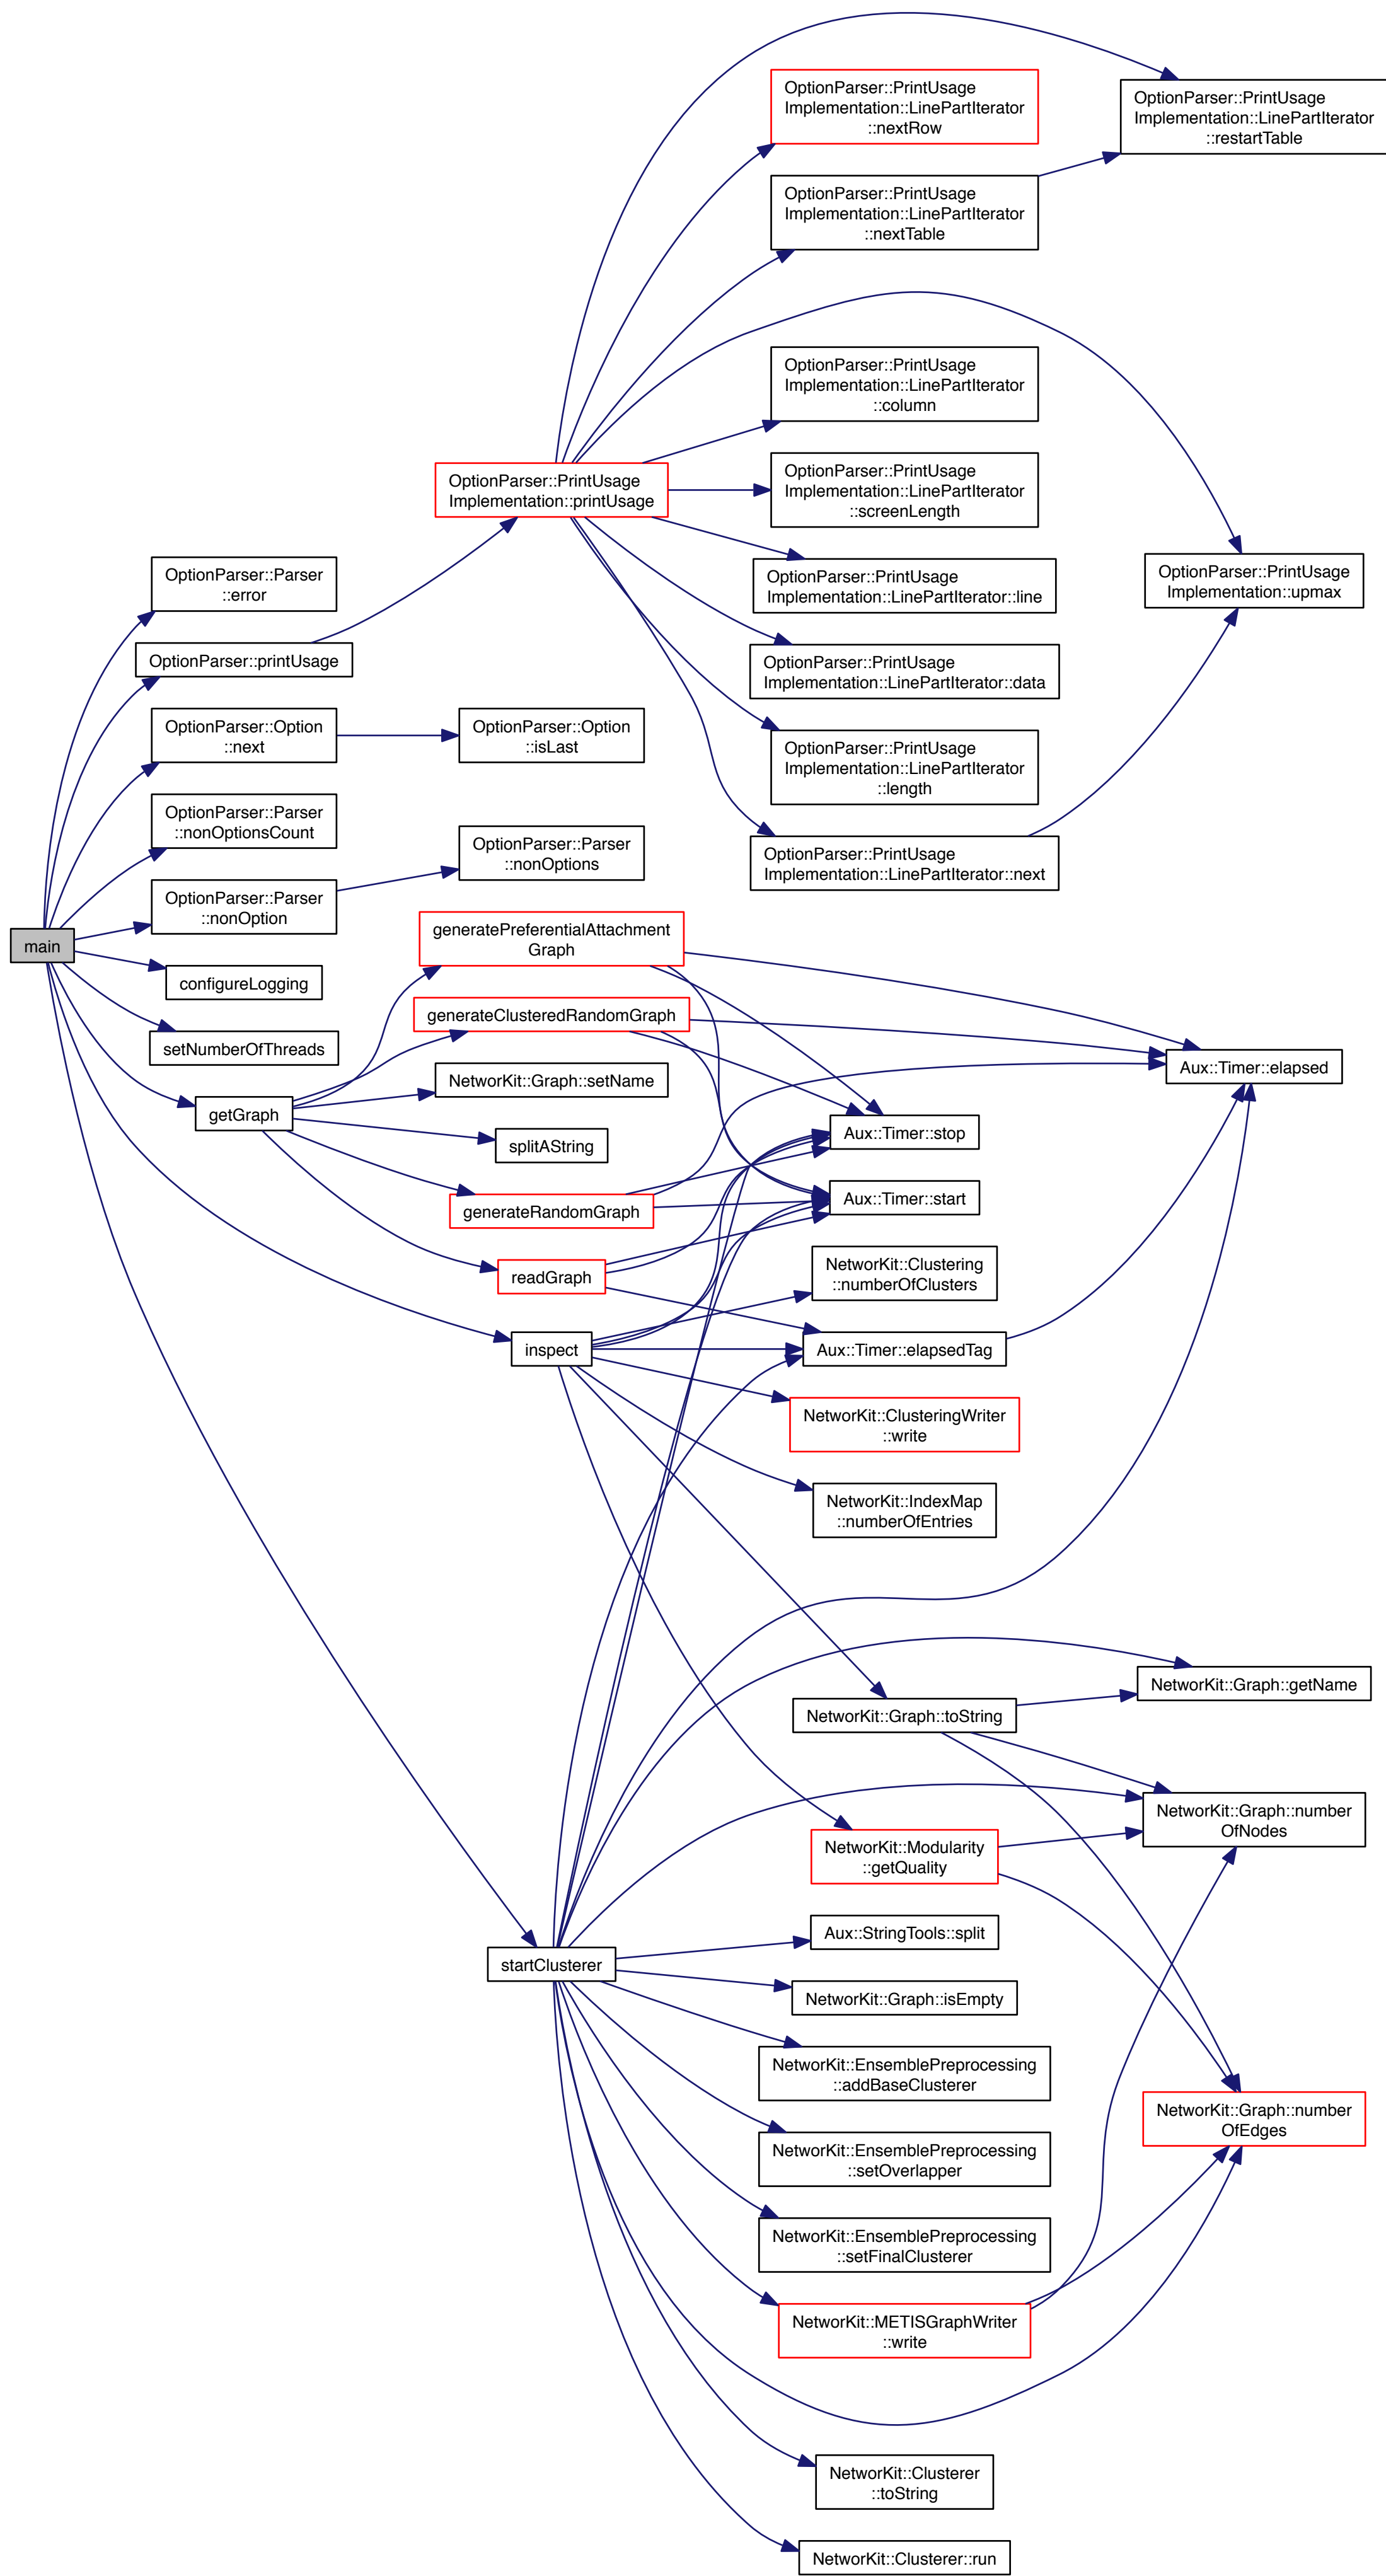 OptionParser::PrintUsage
Implementation::LinePartIterator
::nextRow
OptionParser::PrintUsage
Implementation::LinePartIterator
::restartTable
OptionParser::PrintUsage
Implementation::LinePartIterator
::nextTable
OptionParser::PrintUsage
Implementation::LinePartIterator
::column
OptionParser::PrintUsage
Implementation::printUsage
OptionParser::PrintUsage
Implementation::LinePartIterator
::screenLength
OptionParser::Parser
::error
OptionParser::PrintUsage
Implementation::LinePartIterator::line
OptionParser::PrintUsage
Implementation::upmax
OptionParser::printUsage
OptionParser::PrintUsage
Implementation::LinePartIterator::data
OptionParser::Option
::next
OptionParser::Option
::isLast
OptionParser::PrintUsage
Implementation::LinePartIterator
::length
OptionParser::Parser
::nonOptionsCount
OptionParser::Parser
::nonOptions
OptionParser::PrintUsage
Implementation::LinePartIterator::next
OptionParser::Parser
::nonOption
main
generatePreferentialAttachment
Graph
configureLogging
generateClusteredRandomGraph
setNumberOfThreads
Aux::Timer::elapsed
NetworKit::Graph::setName
getGraph
splitAString
Aux::Timer::stop
generateRandomGraph
Aux::Timer::start
readGraph
NetworKit::Clustering
::numberOfClusters
inspect
Aux::Timer::elapsedTag
NetworKit::ClusteringWriter
::write
NetworKit::IndexMap
::numberOfEntries
NetworKit::Graph::getName
NetworKit::Graph::toString
NetworKit::Graph::number
OfNodes
NetworKit::Modularity
::getQuality
Aux::StringTools::split
startClusterer
NetworKit::Graph::isEmpty
NetworKit::EnsemblePreprocessing
::addBaseClusterer
NetworKit::Graph::number
OfEdges
NetworKit::EnsemblePreprocessing
::setOverlapper
NetworKit::EnsemblePreprocessing
::setFinalClusterer
NetworKit::METISGraphWriter
::write
NetworKit::Clusterer
::toString
NetworKit::Clusterer::run